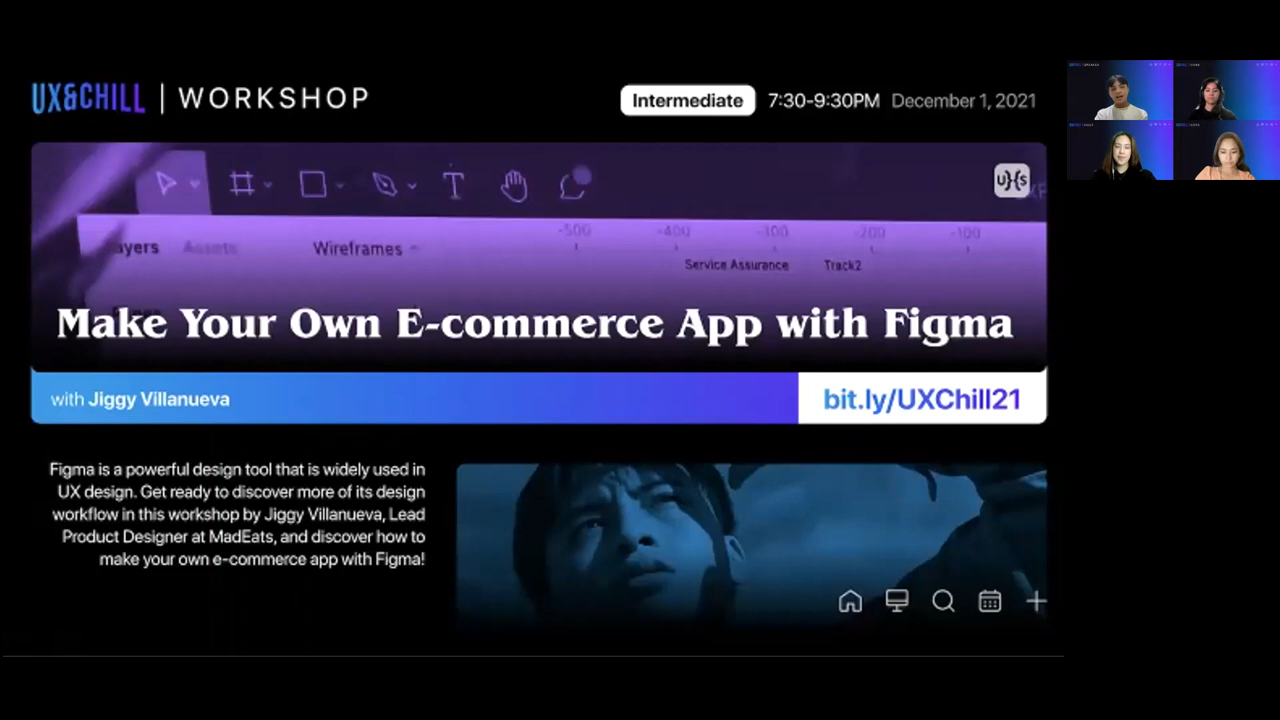 UX&CHILL | WORKSHOP
Intermediate 7:30-9:30PM December 1, 2021
U}{S
ayers Assets Wireframes
-500 -400 -300 -200 -100
Service Assurance Track2
Make Your Own E-commerce App with Figma
with Jiggy Villanueva
bit.ly/UXChill21
Figma is a powerful design tool that is widely used in
UX design. Get ready to discover more of its design
workflow in this workshop by Jiggy Villanueva, Lead
Product Designer at MadEats, and discover how to
make your own e-commerce app with Figma!